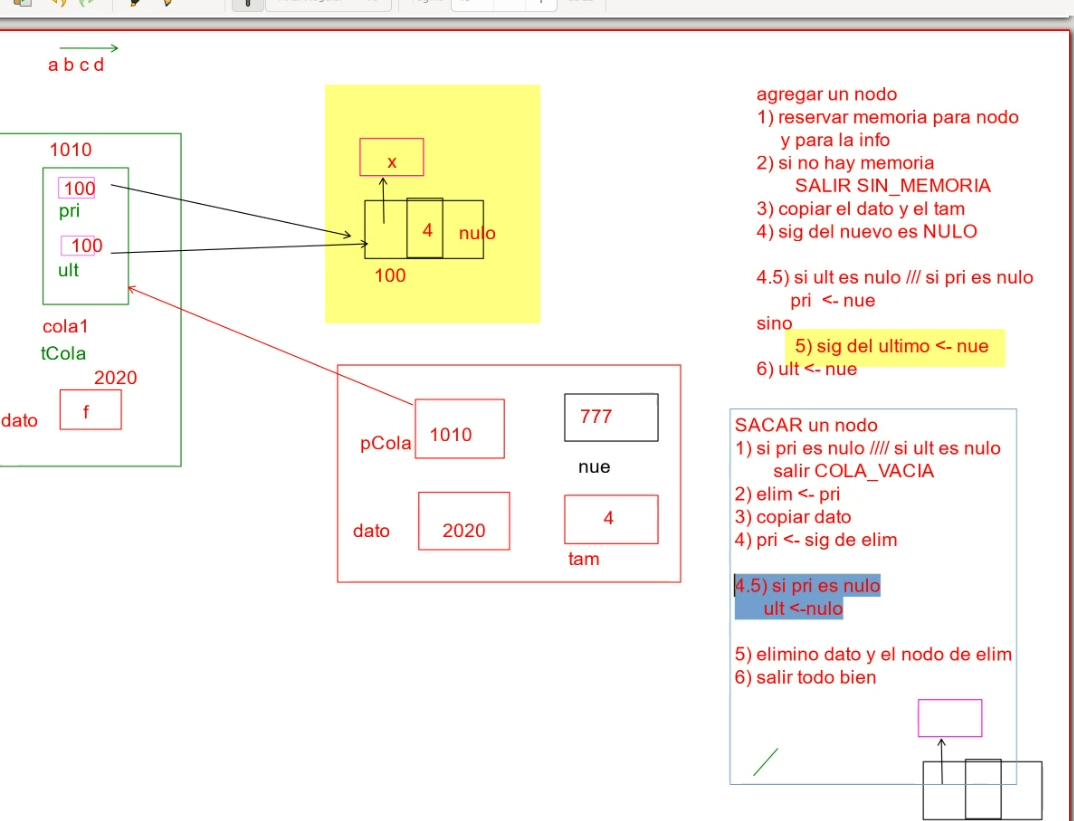 a b c d
1010
100
pri
100
ult
cola1
tCola
2020
dato
f
x
4
nulo
100
pCola
1010
777
nue
dato
2020
4
tam
agregar un nodo
1) reservar memoria para nodo
y para la info
2) si no hay memoria
SALIR SIN_MEMORIA
3) copiar el dato y el tam
4) sig del nuevo es NULO
4.5) si ult es nulo /// si pri es nulo
pri <- nue
sino
5) sig del ultimo <- nue
6) ult <- nue
SACAR un nodo
1) si pri es nulo //// si ult es nulo
salir COLA_VACIA
2) elim <- pri
3) copiar dato
4) pri <- sig de elim
4.5) si pri es nulo
ult <-nulo
5) elimino dato y el nodo de elim
6) salir todo bien